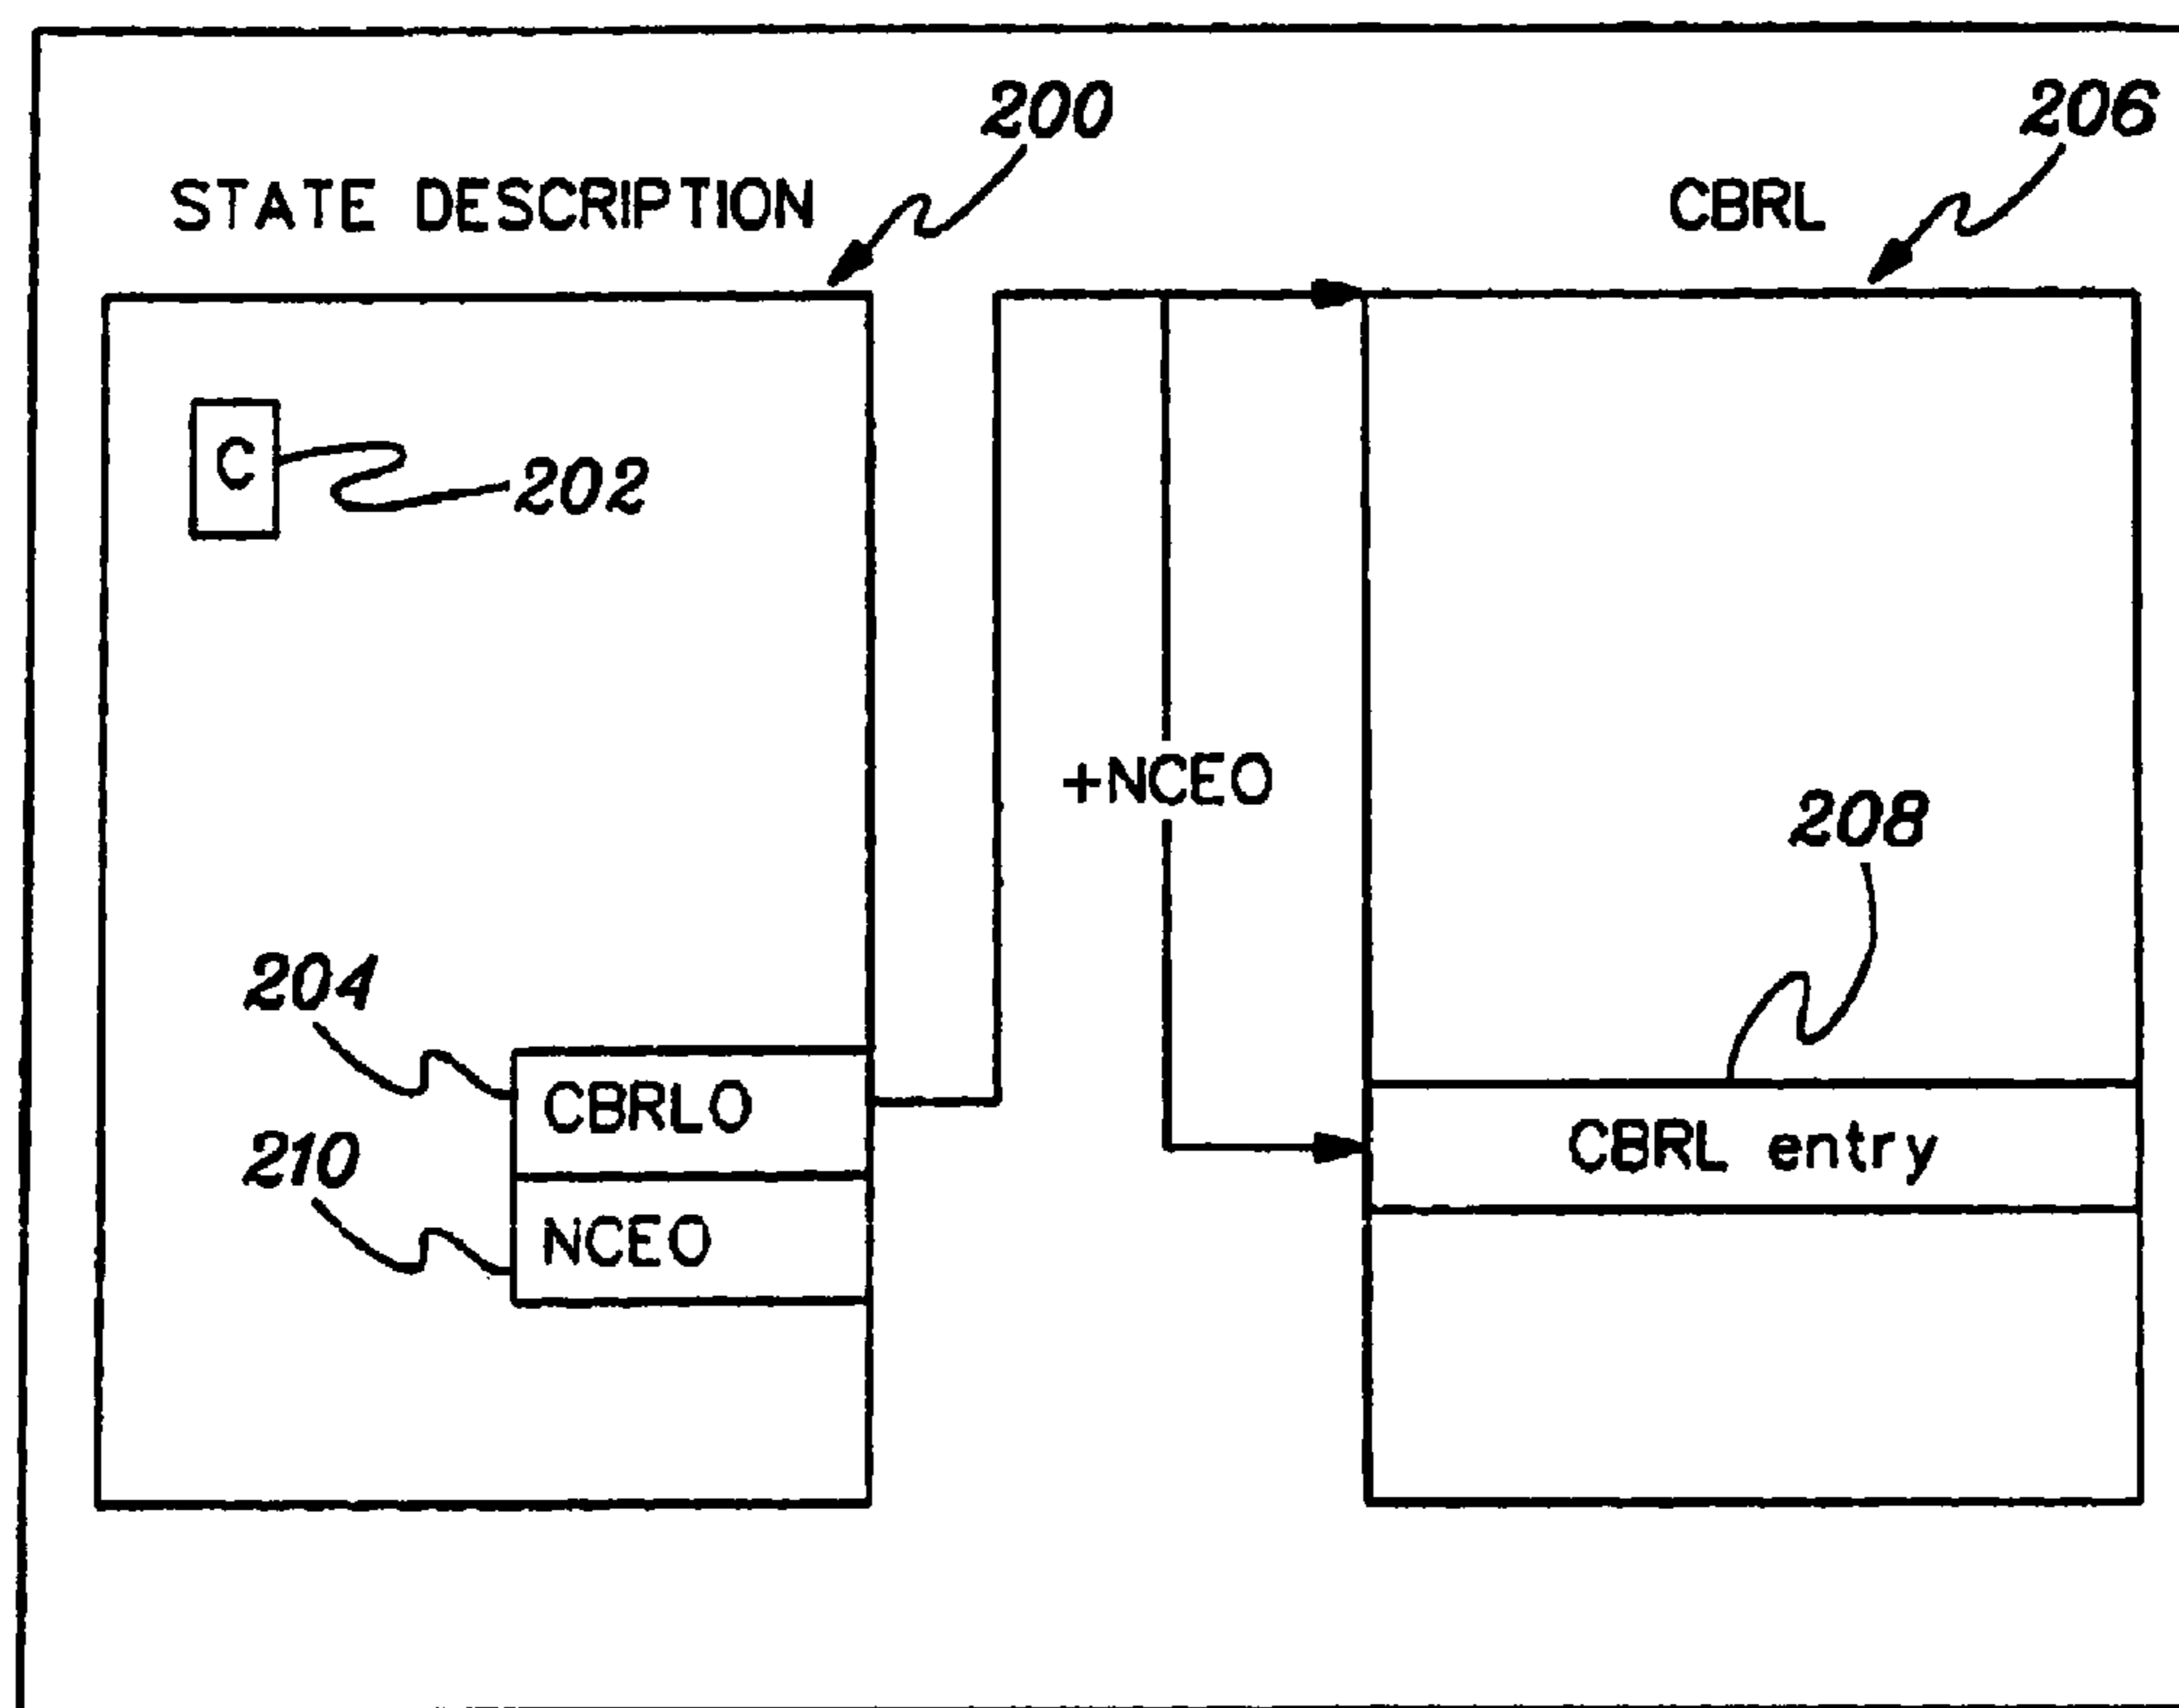 200
206
STATE DESCRIPTION
CBRL
C
202
+NCEO
208
204
CBRLO
CBRL entry
210
NCEO